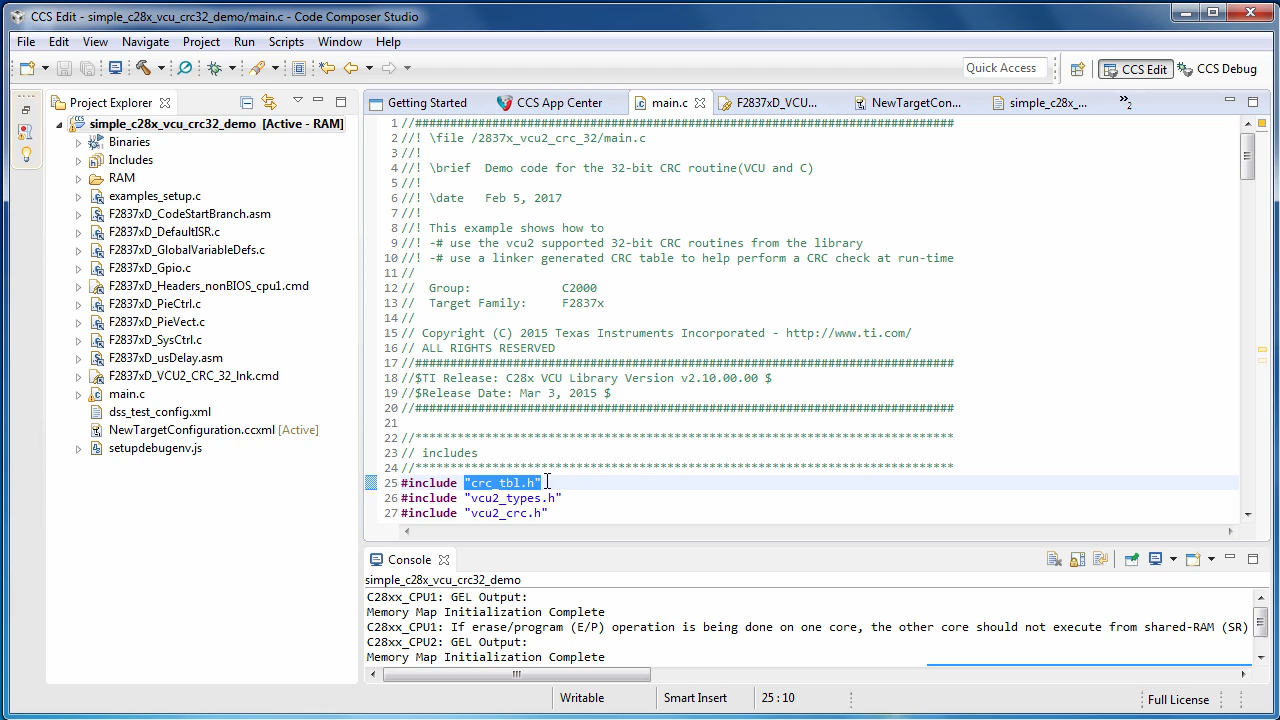 CCS Edit - simple_c28x_vcu_crc32_demo/main.c - Code Composer Studio
File Edit View Navigate Project Run Scripts Window Help
Quick Access CCS Edit CCS Debug
Project Explorer
simple_c28x_vcu_crc32_demo [Active - RAM]
Binaries
Includes
RAM
examples_setup.c
F2837xD_CodeStartBranch.asm
F2837xD_DefaultISR.c
F2837xD_GlobalVariableDefs.c
F2837xD_Gpio.c
F2837xD_Headers_nonBIOS_cpu1.cmd
F2837xD_PieCtrl.c
F2837xD_PieVect.c
F2837xD_SysCtrl.c
F2837xD_usDelay.asm
F2837xD_VCU2_CRC_32_lnk.cmd
main.c
dss_test_config.xml
NewTargetConfiguration.ccxml [Active]
setupdebugenv.js
Getting Started CCS App Center main.c F2837xD_VCU... NewTargetCon... simple_c28x_... »2
1 //#############################################################################
2 //! \file /2837x_vcu2_crc_32/main.c
3 //!
4 //! \brief Demo code for the 32-bit CRC routine(VCU and C)
5 //!
6 //! \date Feb 5, 2017
7 //!
8 //! This example shows how to
9 //! -# use the vcu2 supported 32-bit CRC routines from the library
10 //! -# use a linker generated CRC table to help perform a CRC check at run-time
11 //
12 // Group: C2000
13 // Target Family: F2837x
14 //
15 // Copyright (C) 2015 Texas Instruments Incorporated - http://www.ti.com/
16 // ALL RIGHTS RESERVED
17 //#############################################################################
18 //$TI Release: C28x VCU Library Version v2.10.00.00 $
19 //$Release Date: Mar 3, 2015 $
20 //#############################################################################
21
22 //*****************************************************************************
23 // includes
24 //*****************************************************************************
25 #include "crc_tbl.h"
26 #include "vcu2_types.h"
27 #include "vcu2_crc.h"
Console
simple_c28x_vcu_crc32_demo
C28xx_CPU1: GEL Output:
Memory Map Initialization Complete
C28xx_CPU1: If erase/program (E/P) operation is being done on one core, the other core should not execute from shared-RAM (SR)
C28xx_CPU2: GEL Output:
Memory Map Initialization Complete
Writable Smart Insert 25 : 10 Full License